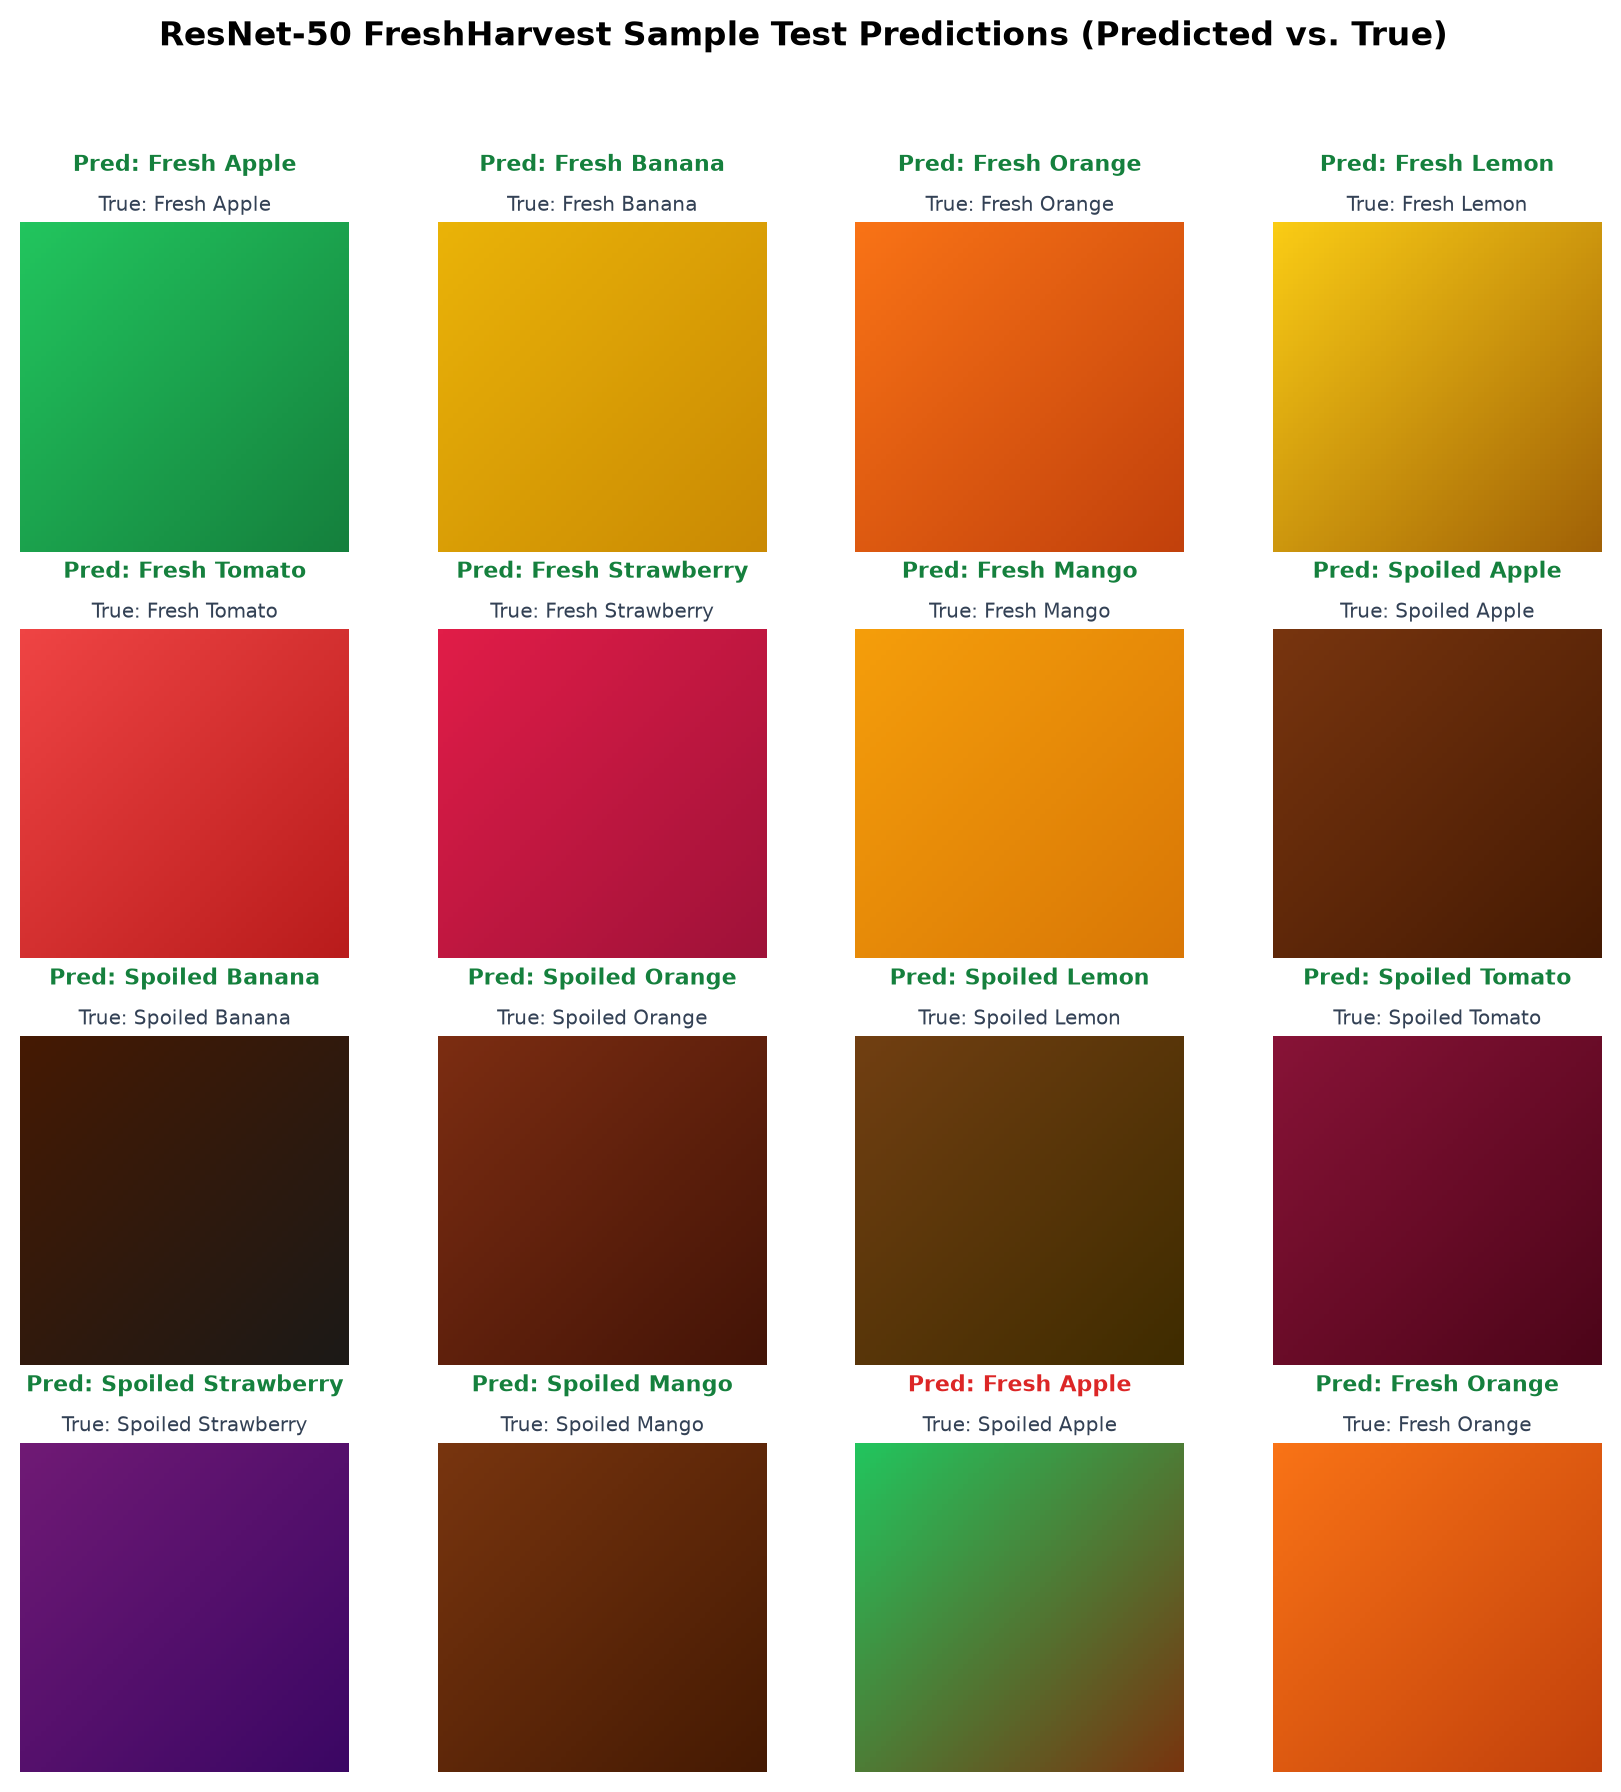 ResNet-50 FreshHarvest Sample Test Predictions (Predicted vs. True)
Pred: Fresh Apple
True: Fresh Apple
Pred: Fresh Banana
True: Fresh Banana
Pred: Fresh Orange
True: Fresh Orange
Pred: Fresh Lemon
True: Fresh Lemon
Pred: Fresh Tomato
True: Fresh Tomato
Pred: Fresh Strawberry
True: Fresh Strawberry
Pred: Fresh Mango
True: Fresh Mango
Pred: Spoiled Apple
True: Spoiled Apple
Pred: Spoiled Banana
True: Spoiled Banana
Pred: Spoiled Orange
True: Spoiled Orange
Pred: Spoiled Lemon
True: Spoiled Lemon
Pred: Spoiled Tomato
True: Spoiled Tomato
Pred: Spoiled Strawberry
True: Spoiled Strawberry
Pred: Spoiled Mango
True: Spoiled Mango
Pred: Fresh Apple
True: Spoiled Apple
Pred: Fresh Orange
True: Fresh Orange